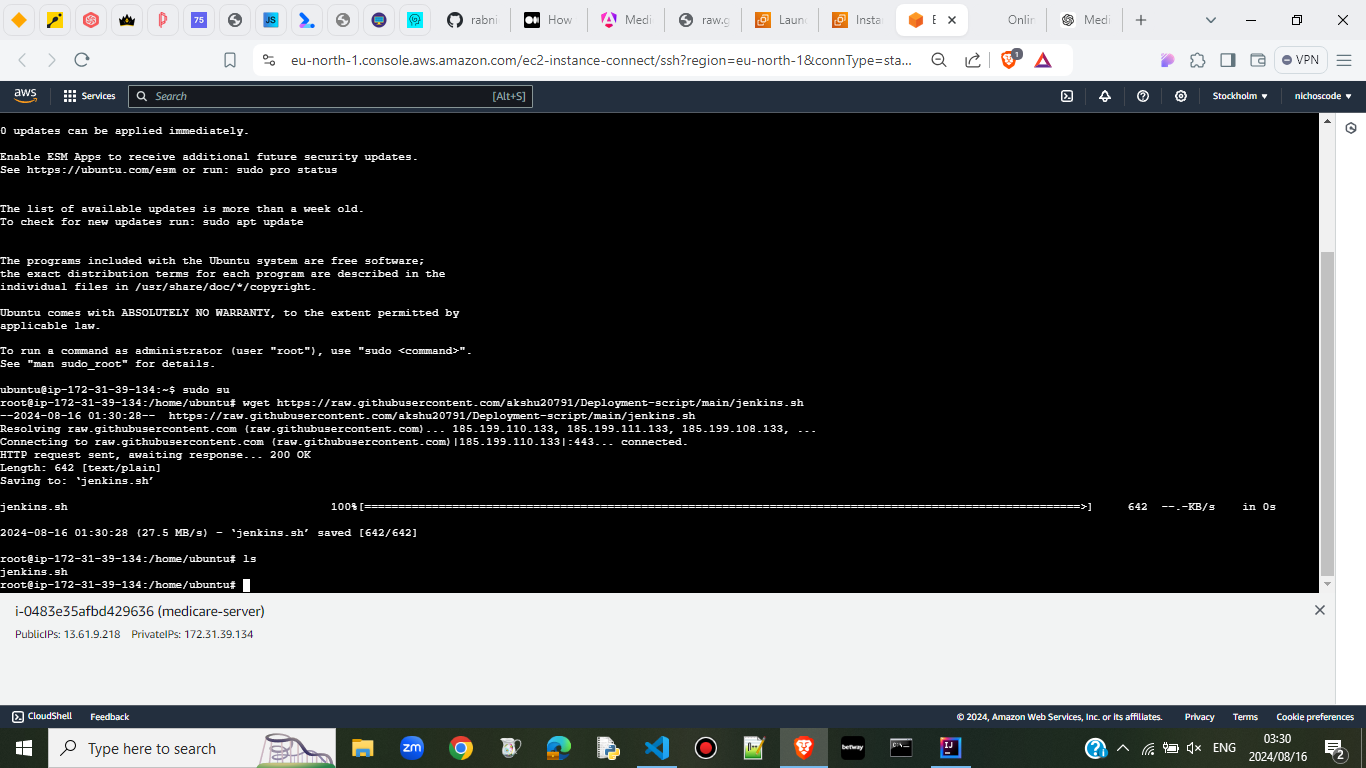 75
JS
rabni
How
Medi
raw.g
Laun
Insta
E
Onlin
Medi
eu-north-1.console.aws.amazon.com/ec2-instance-connect/ssh?region=eu-north-1&connType=sta...
1
VPN
aws
Services
Search
[Alt+S]
Stockholm
nichoscode
0 updates can be applied immediately.
Enable ESM Apps to receive additional future security updates.
See https://ubuntu.com/esm or run: sudo pro status
The list of available updates is more than a week old.
To check for new updates run: sudo apt update
The programs included with the Ubuntu system are free software;
the exact distribution terms for each program are described in the
individual files in /usr/share/doc/*/copyright.
Ubuntu comes with ABSOLUTELY NO WARRANTY, to the extent permitted by
applicable law.
To run a command as administrator (user "root"), use "sudo <command>".
See "man sudo_root" for details.
ubuntu@ip-172-31-39-134:~$ sudo su
root@ip-172-31-39-134:/home/ubuntu# wget https://raw.githubusercontent.com/akshu20791/Deployment-script/main/jenkins.sh
--2024-08-16 01:30:28-- https://raw.githubusercontent.com/akshu20791/Deployment-script/main/jenkins.sh
Resolving raw.githubusercontent.com (raw.githubusercontent.com)... 185.199.110.133, 185.199.111.133, 185.199.108.133, ...
Connecting to raw.githubusercontent.com (raw.githubusercontent.com)|185.199.110.133|:443... connected.
HTTP request sent, awaiting response... 200 OK
Length: 642 [text/plain]
Saving to: ‘jenkins.sh’
jenkins.sh 100%[==========================================================================================================>] 642 --.-KB/s in 0s
2024-08-16 01:30:28 (27.5 MB/s) - ‘jenkins.sh’ saved [642/642]
root@ip-172-31-39-134:/home/ubuntu# ls
jenkins.sh
root@ip-172-31-39-134:/home/ubuntu#
i-0483e35afbd429636 (medicare-server)
PublicIPs: 13.61.9.218 PrivateIPs: 172.31.39.134
CloudShell
Feedback
© 2024, Amazon Web Services, Inc. or its affiliates.
Privacy
Terms
Cookie preferences
Type here to search
zm
betway
IJ
ENG
03:30
2024/08/16
2